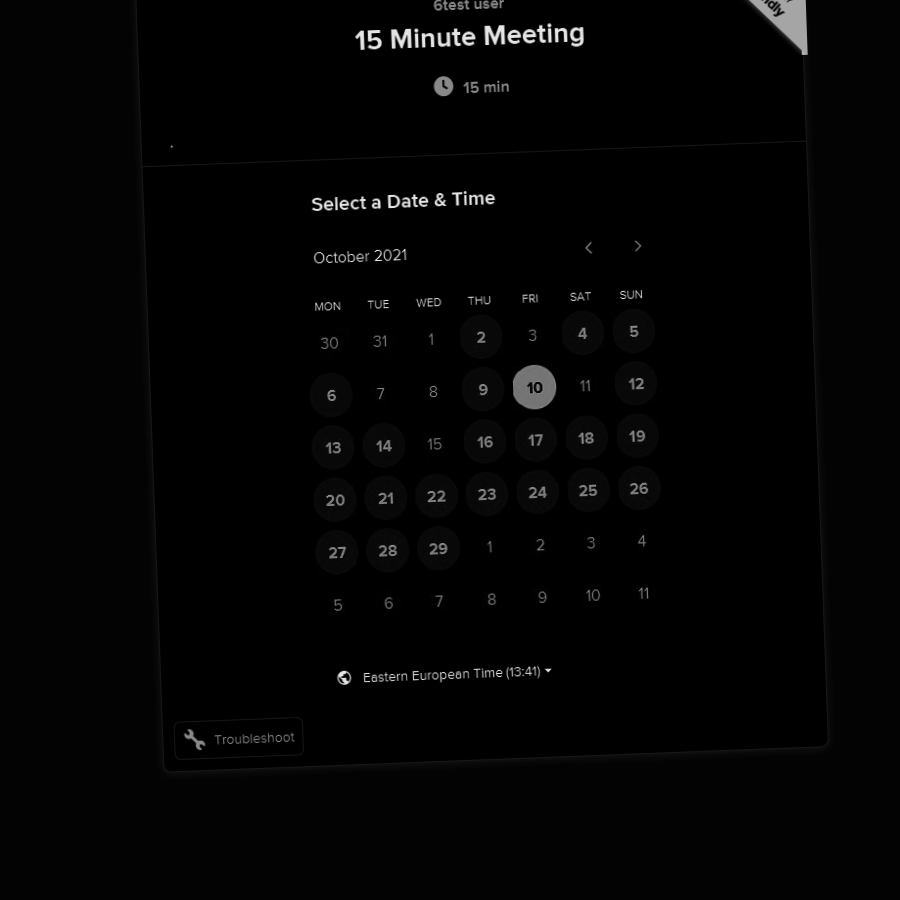 6test user
15 Minute Meeting
15 min
Select a Date & Time
October 2021
MON TUE WED THU FRI SAT SUN
30 31 1 2 3 4 5
6 7 8 9 10 11 12
13 14 15 16 17 18 19
20 21 22 23 24 25 26
27 28 29 1 2 3 4
5 6 7 8 9 10 11
Eastern European Time (13:41)
Troubleshoot